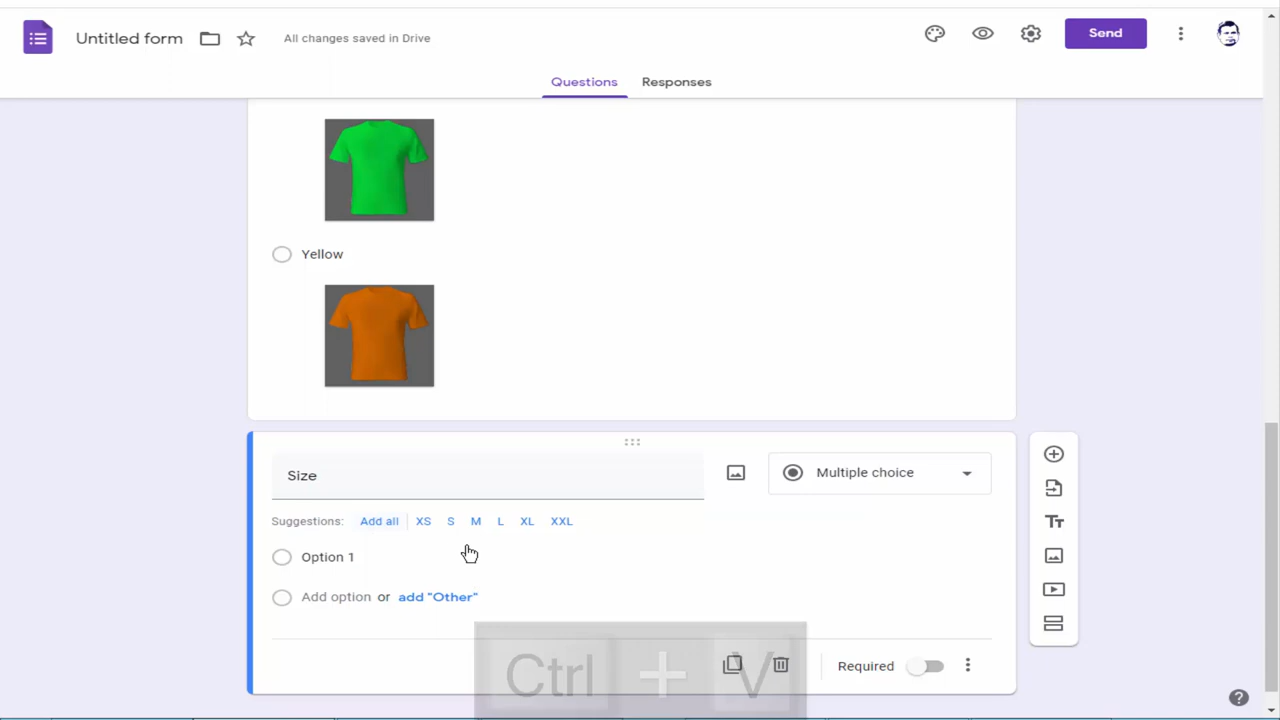 Untitled form
All changes saved in Drive
Send
Questions
Responses
Yellow
Size
Multiple choice
Suggestions: Add all XS S M L XL XXL
Option 1
Add option or add "Other"
Ctrl + V
Required